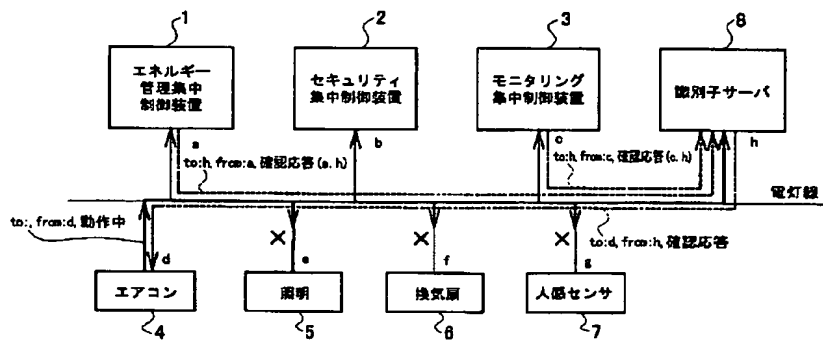 1
2
3
8
エネルギー
管理集中
制御装置
セキュリティ
集中制御装置
モニタリング
集中制御装置
識別子サーバ
a
b
c
h
to:h, from:a, 確認応答(a.h)
to:h, from:c, 確認応答(c.h)
電灯線
to:, from:d, 動作中
to:d, from:h, 確認応答
d
e
f
g
エアコン
照明
換気扇
人感センサ
4
5
6
7